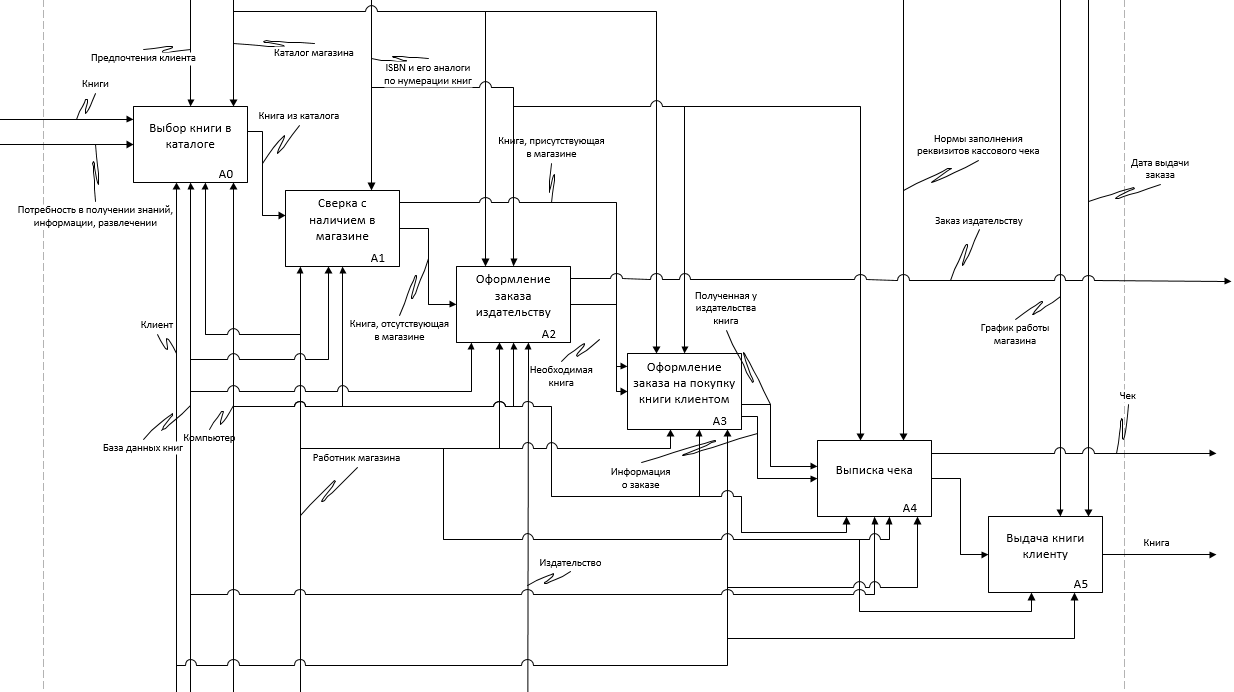 Предпочтения клиента
Каталог магазина
ISBN и его аналоги
по нумерации книг
Книги
Выбор книги в
каталоге
A0
Книга из каталога
Книга, присутствующая
в магазине
Нормы заполнения
реквизитов кассового чека
Дата выдачи
заказа
Потребность в получении знаний,
информации, развлечении
Сверка с
наличием в
магазине
A1
Заказ издательству
Оформление
заказа
издательству
A2
Полученная у
издательства
книга
Клиент
Книга, отсутствующая
в магазине
График работы
магазина
Необходимая
книга
Оформление
заказа на покупку
книги клиентом
A3
Чек
База данных книг
Компьютер
Работник магазина
Информация
о заказе
Выписка чека
A4
Выдача книги
клиенту
A5
Книга
Издательство